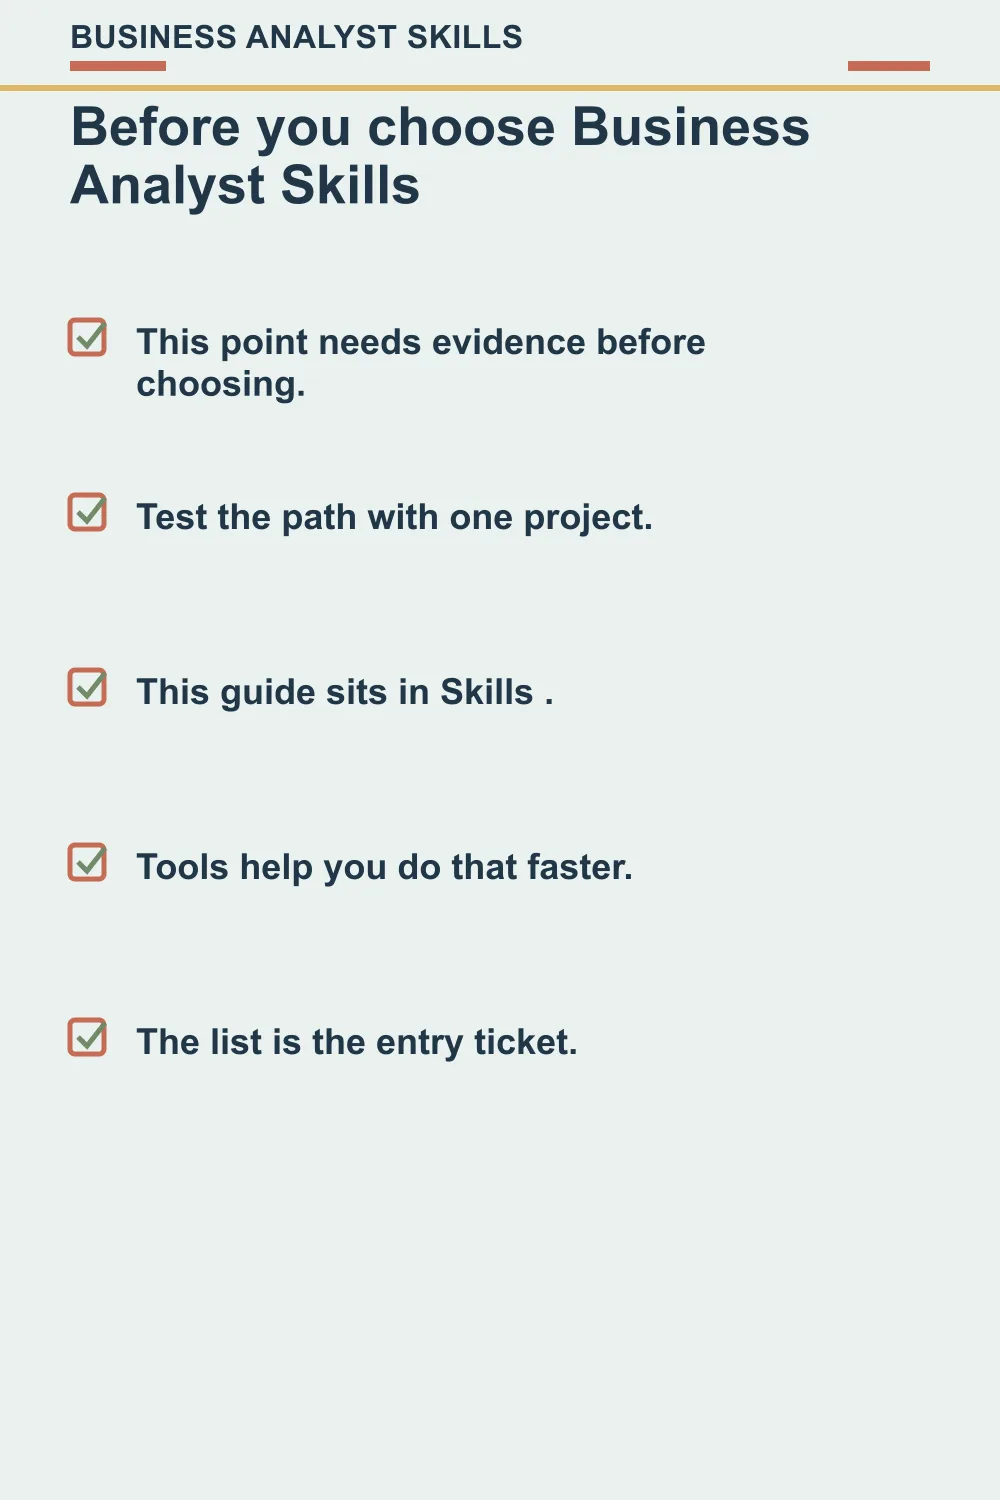 BUSINESS ANALYST SKILLS
Before you choose Business
Analyst Skills
This point needs evidence before
choosing.
Test the path with one project.
This guide sits in Skills .
Tools help you do that faster.
The list is the entry ticket.